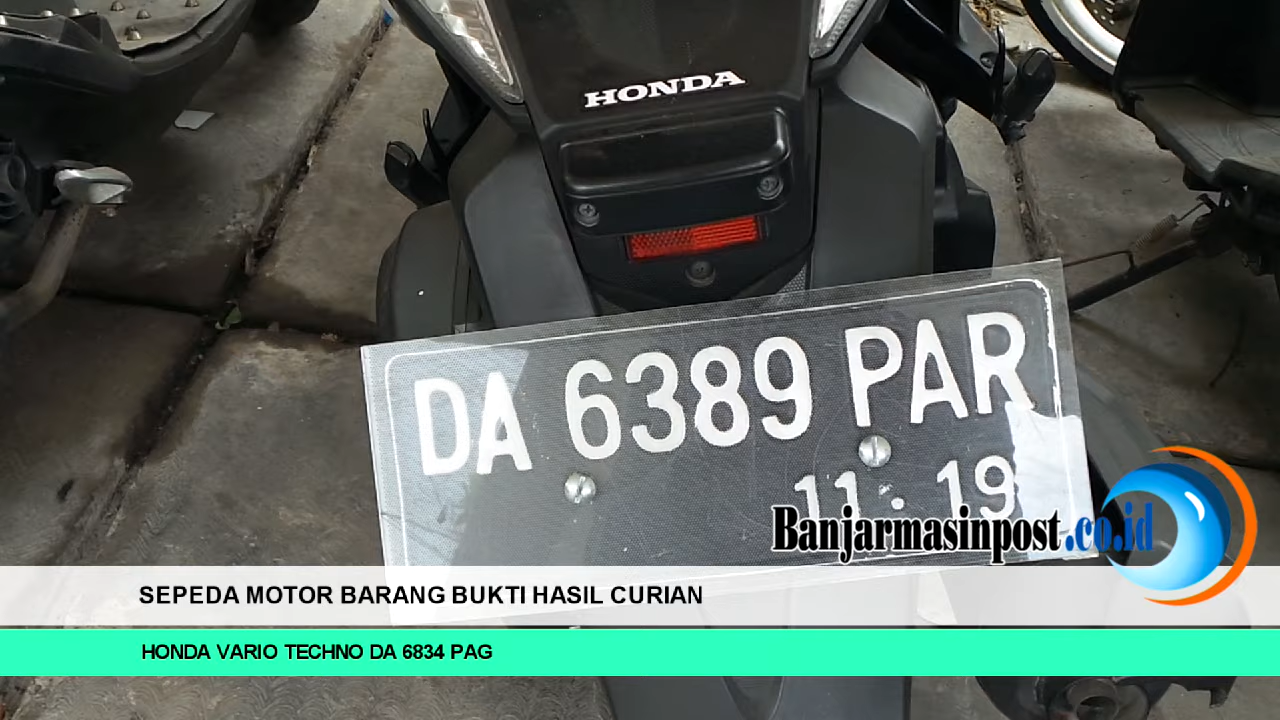 HONDA
DA 6389 PAR
11 · 19
Banjarmasinpost.co.id
SEPEDA MOTOR BARANG BUKTI HASIL CURIAN
HONDA VARIO TECHNO DA 6834 PAG